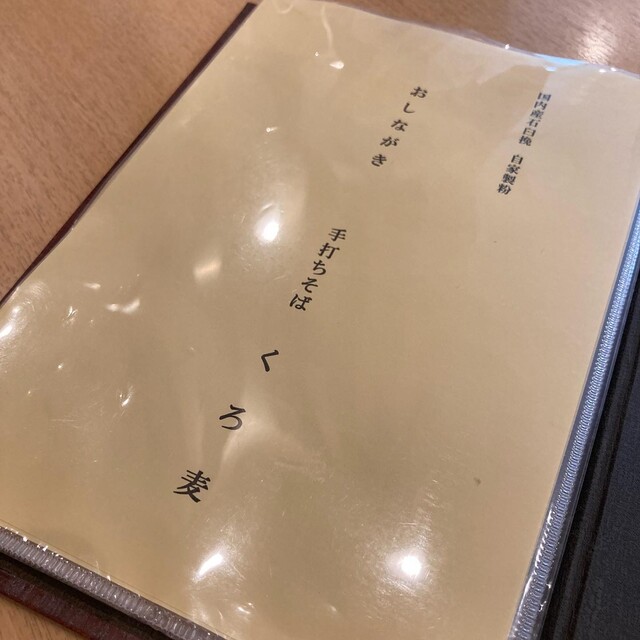 国内産石臼挽　自家製粉
おしながき
手打ちそば
くろ麦